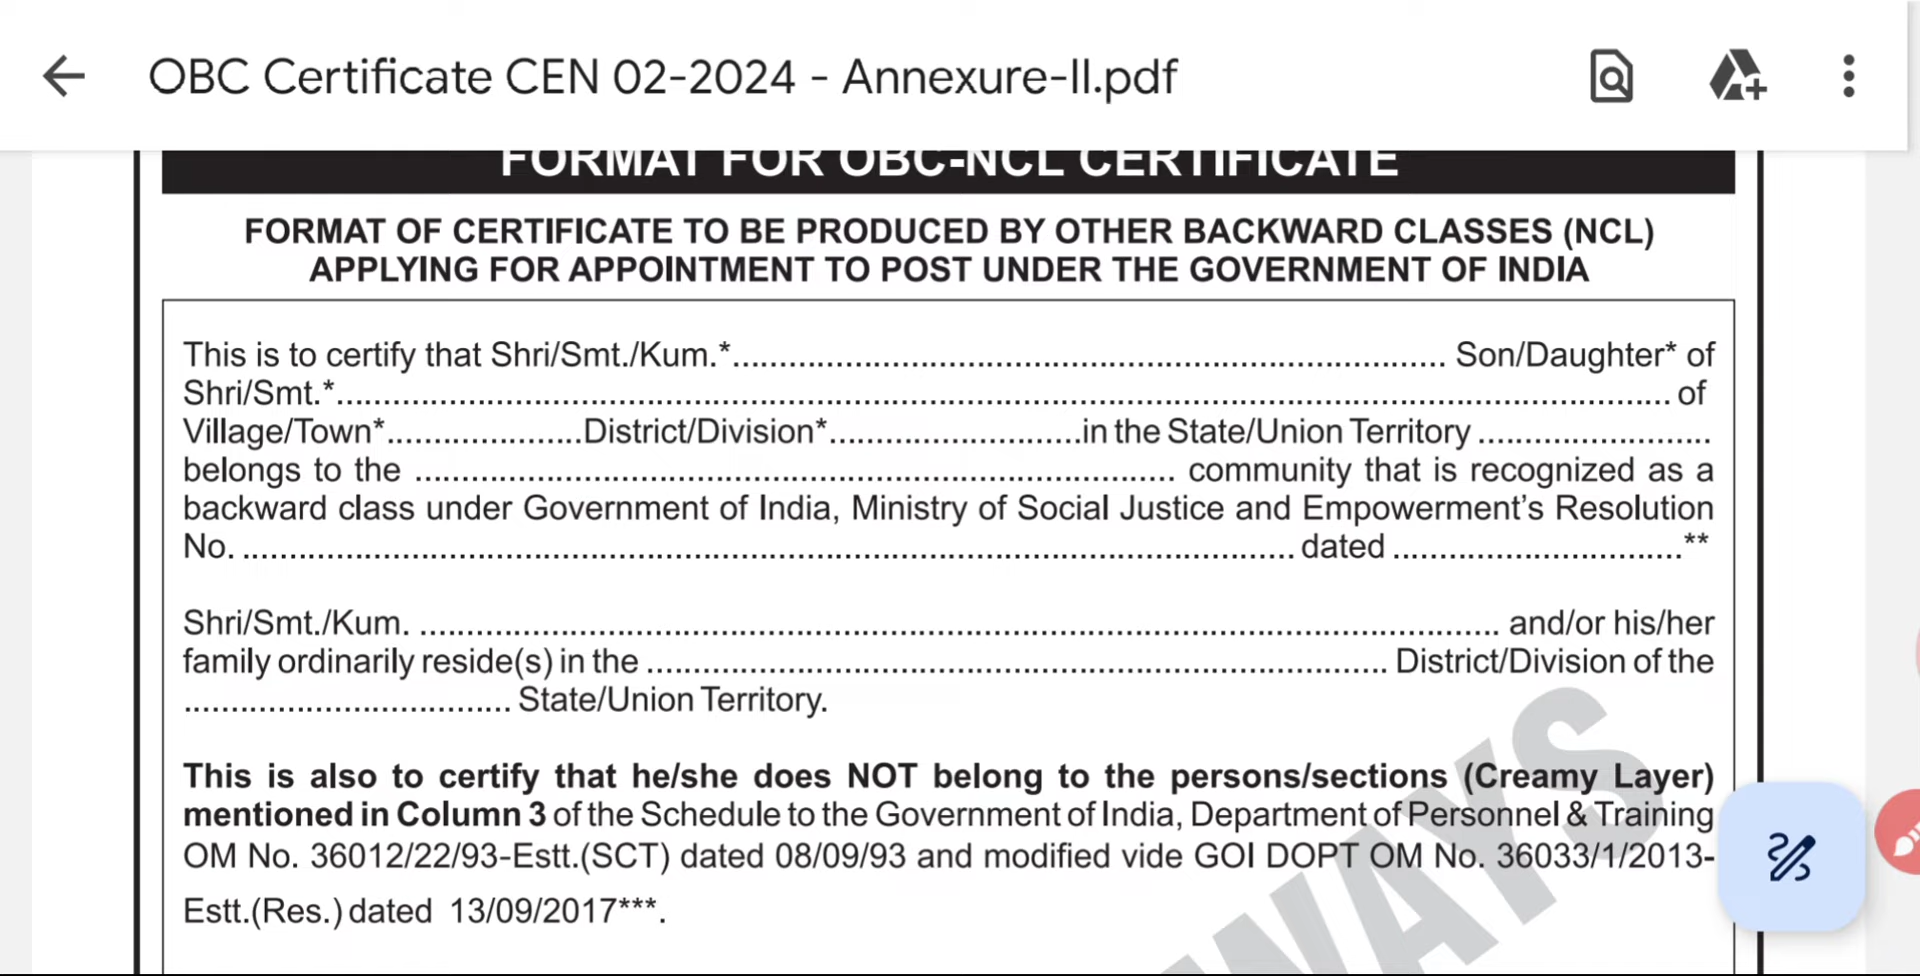 OBC Certificate CEN 02-2024 - Annexure-II.pdf
FORMAT FOR OBC-NCL CERTIFICATE
FORMAT OF CERTIFICATE TO BE PRODUCED BY OTHER BACKWARD CLASSES (NCL)
APPLYING FOR APPOINTMENT TO POST UNDER THE GOVERNMENT OF INDIA
This is to certify that Shri/Smt./Kum.*.................................................................................. Son/Daughter* of
Shri/Smt.*.......................................................................................................................................................... of
Village/Town*.....................District/Division*...........................in the State/Union Territory .........................
belongs to the .................................................................................. community that is recognized as a
backward class under Government of India, Ministry of Social Justice and Empowerment’s Resolution
No. ................................................................................................................. dated ...............................**
Shri/Smt./Kum. .................................................................................................................... and/or his/her
family ordinarily reside(s) in the ................................................................................ District/Division of the
................................... State/Union Territory.
This is also to certify that he/she does NOT belong to the persons/sections (Creamy Layer)
mentioned in Column 3 of the Schedule to the Government of India, Department of Personnel & Training
OM No. 36012/22/93-Estt.(SCT) dated 08/09/93 and modified vide GOI DOPT OM No. 36033/1/2013-
Estt.(Res.) dated 13/09/2017***.
WAYS